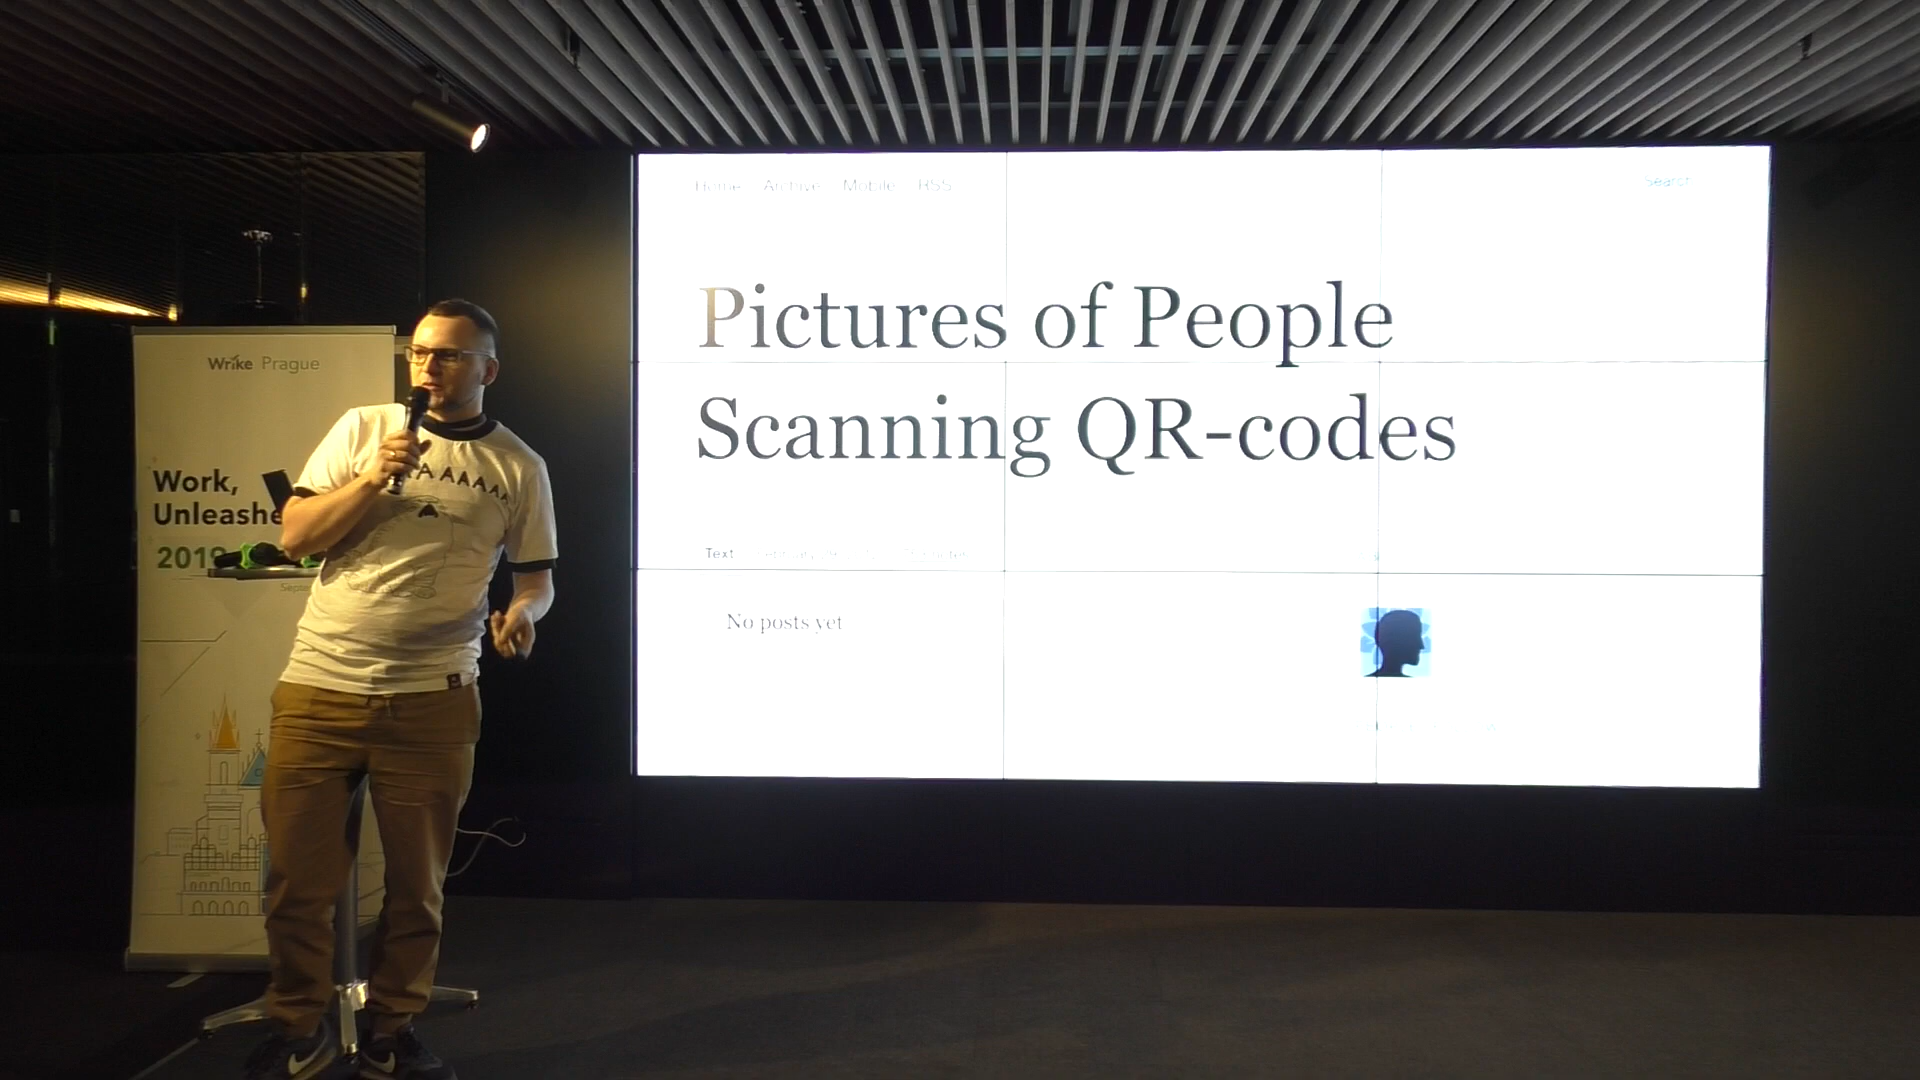 Home Archive Mobile RSS
Search
Pictures of People
Scanning QR-codes
Text
No posts yet
Wrike Prague
Work,
Unleashe
2019
AAAAAA